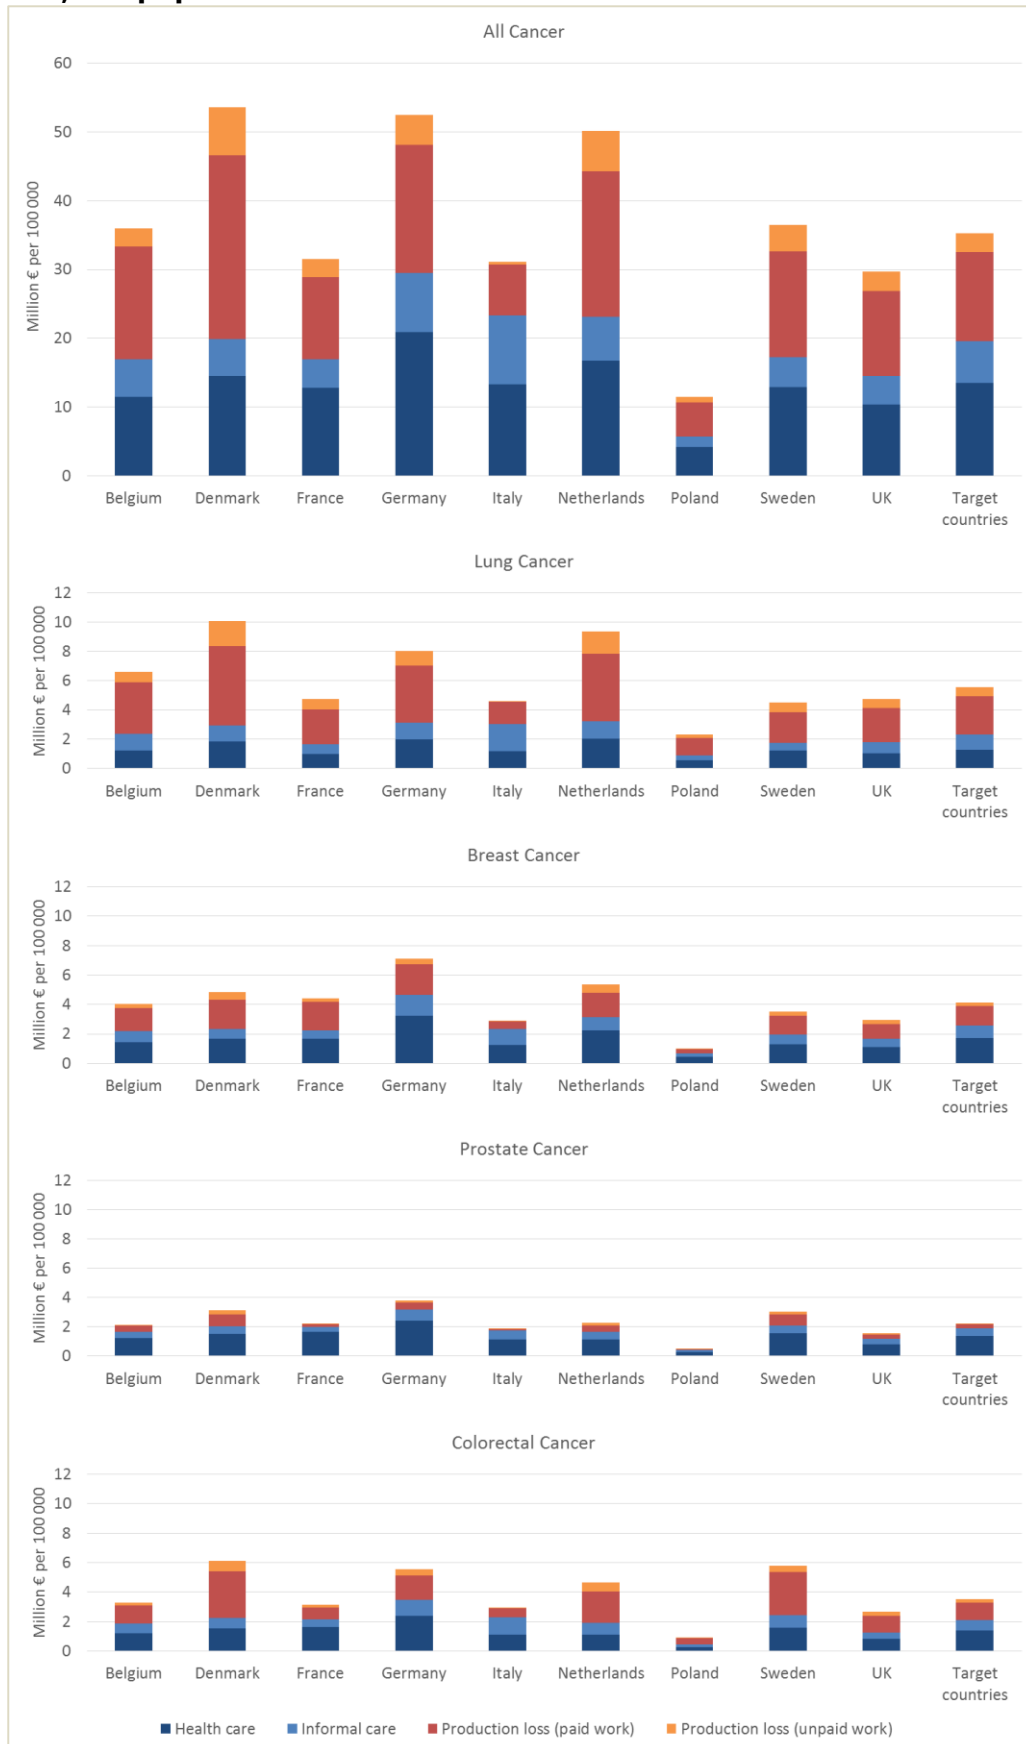 All Cancer
Million € per 100 000
60
50
40
30
20
10
0
Belgium Denmark France Germany Italy Netherlands Poland Sweden UK Target
countries
Lung Cancer
Million € per 100 000
12
10
8
6
4
2
0
Belgium Denmark France Germany Italy Netherlands Poland Sweden UK Target
countries
Breast Cancer
Million € per 100 000
12
10
8
6
4
2
0
Belgium Denmark France Germany Italy Netherlands Poland Sweden UK Target
countries
Prostate Cancer
Million € per 100 000
12
10
8
6
4
2
0
Belgium Denmark France Germany Italy Netherlands Poland Sweden UK Target
countries
Colorectal Cancer
Million € per 100 000
12
10
8
6
4
2
0
Belgium Denmark France Germany Italy Netherlands Poland Sweden UK Target
countries
Health care Informal care Production loss (paid work) Production loss (unpaid work)